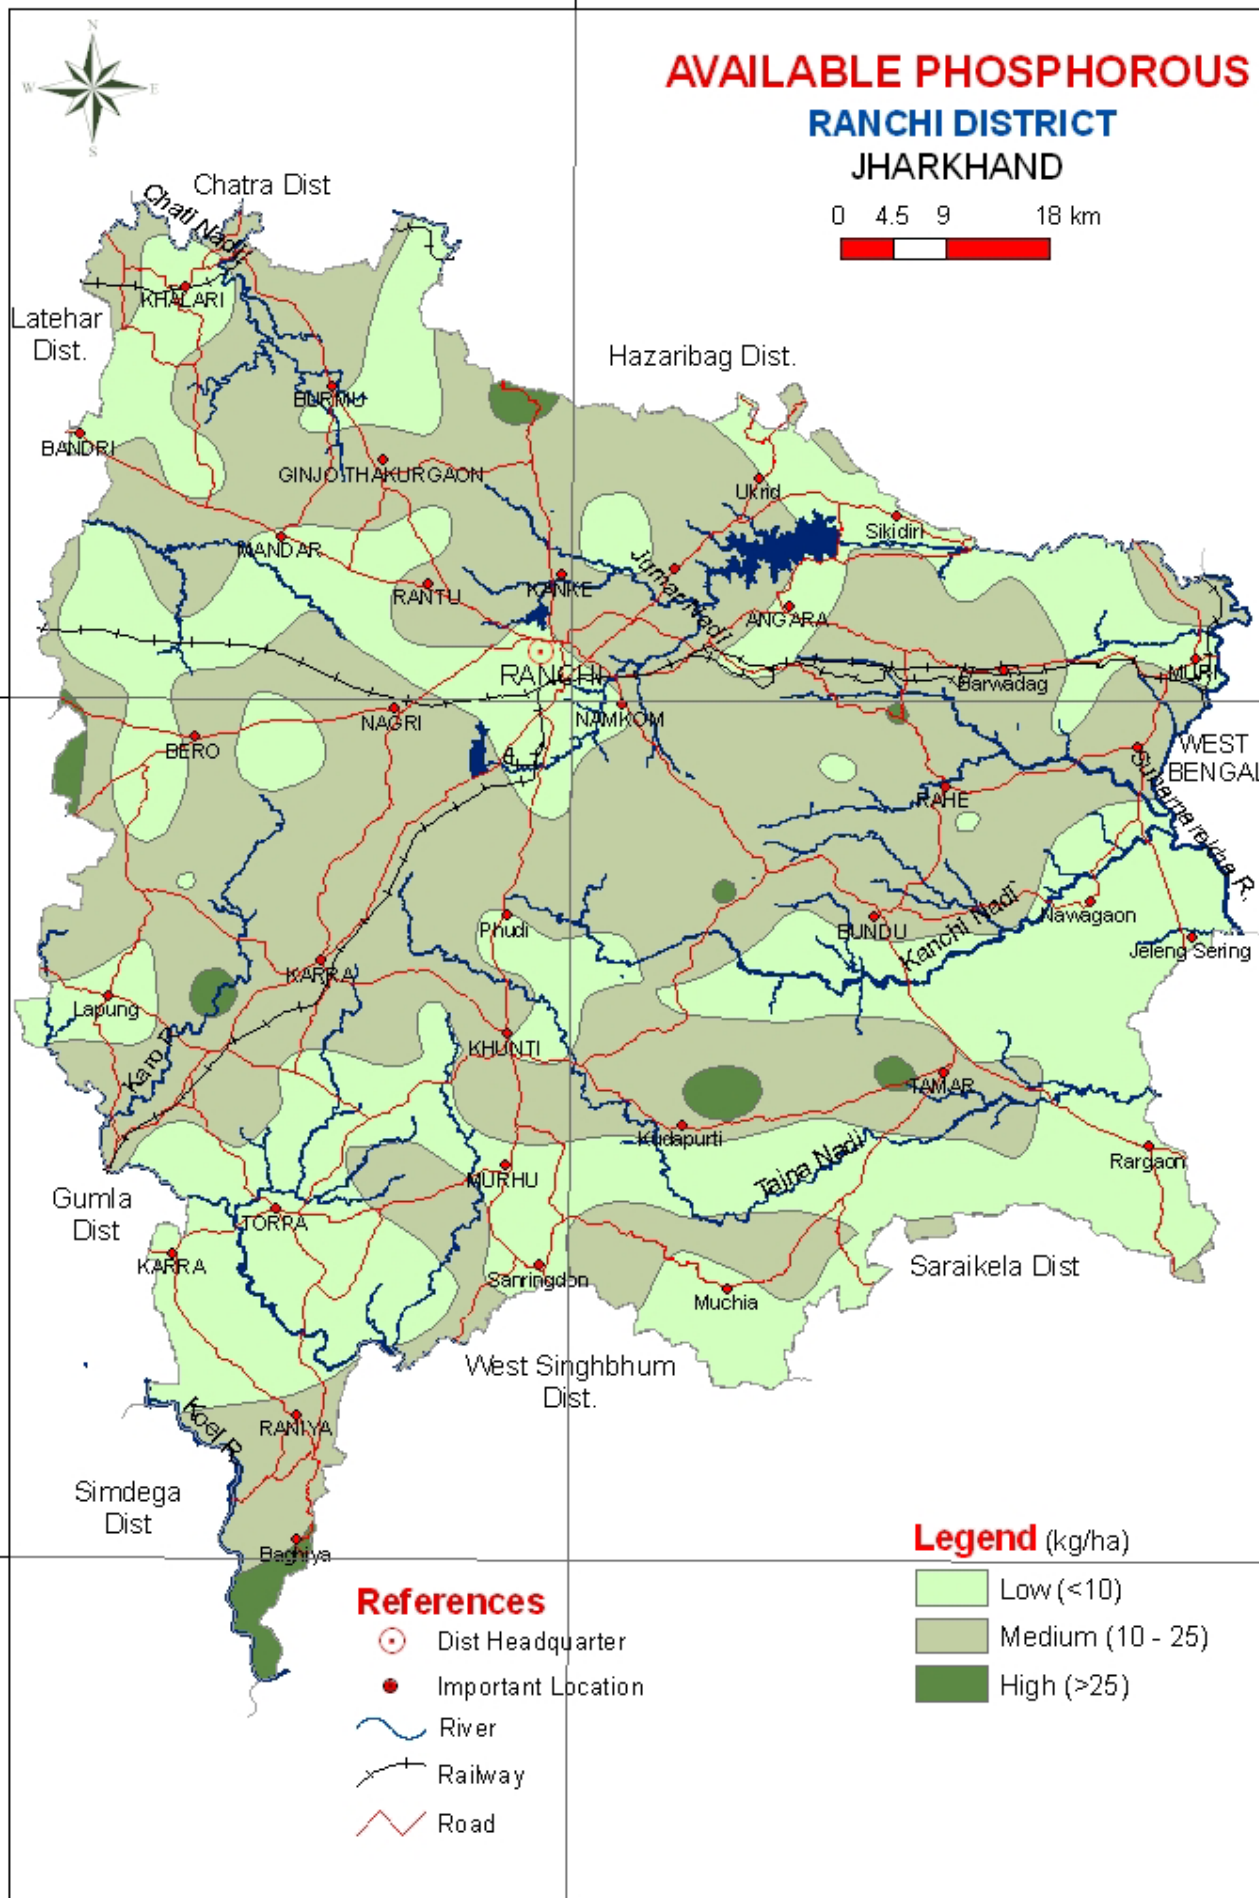 N
W
E
S
AVAILABLE PHOSPHOROUS
RANCHI DISTRICT
JHARKHAND
0 4.5 9 18 km
Chatra Dist
Chati Nadi
KHALARI
Latehar
Dist.
Hazaribag Dist.
BURMU
BANDRI
GINJO THAKURGAON
Ukrid
Sikidiri
MANDAR
RANTU
KANKE
Jumar Nadi
ANGARA
RANCHI
Barwadag
MURI
NAGRI
NAMKOM
BERO
WEST
BENGAL
RAHE
Subarnarekha R.
Phudi
BUNDU
Kanchi Nadi
Nawagaon
Jeleng Sering
KARRA
Lapung
Karo R.
KHUNTI
TAMAR
Kudapurti
Rargaon
MURHU
Tajna Nadi
Gumla
Dist
TORPA
KARRA
Sanringdon
Muchia
Saraikela Dist
West Singhbhum
Dist.
Koel R.
RANIYA
Simdega
Dist
Baghiya
Legend (kg/ha)
Low (<10)
Medium (10 - 25)
High (>25)
References
Dist Headquarter
Important Location
River
Railway
Road